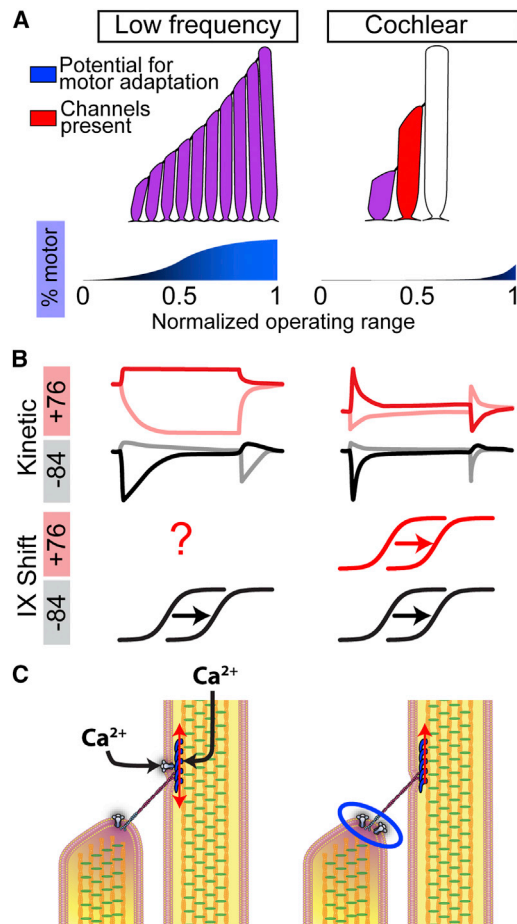 A
Low frequency
Cochlear
Potential for
motor adaptation
Channels
present
% motor
0
0.5
1
0
0.5
1
Normalized operating range
B
Kinetic
+76
-84
IX Shift
+76
-84
?
C
Ca2+
Ca2+